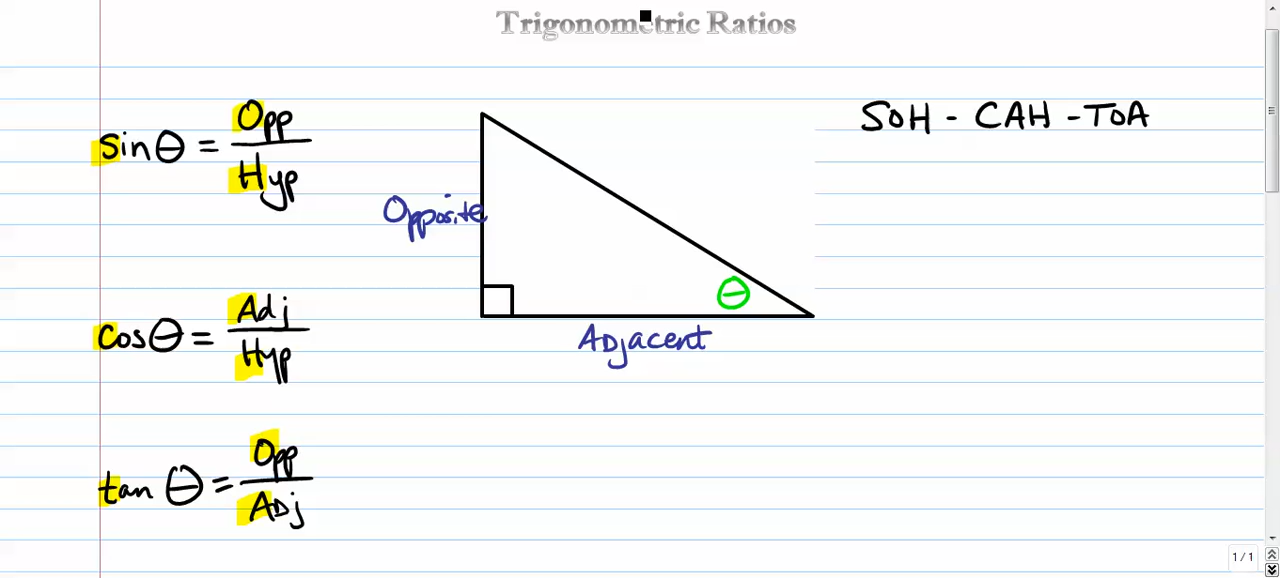 Trigonometric Ratios
sinθ = Opp / Hyp
Opposite
θ
Adjacent
SOH - CAH - TOA
cosθ = Adj / Hyp
tan θ = Opp / ADj
1 / 1